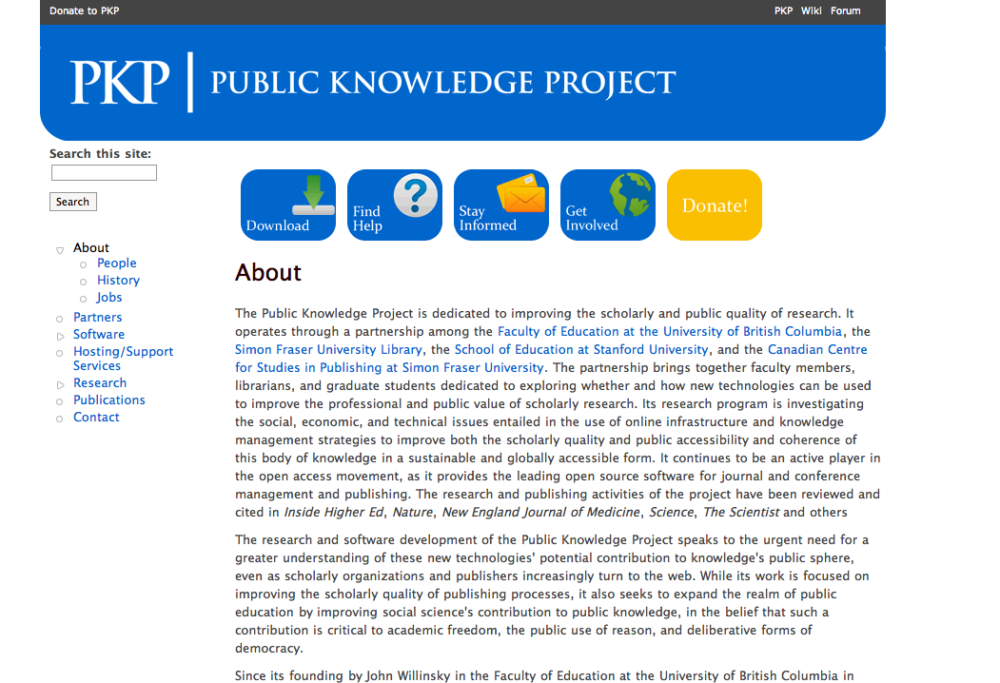 Donate to PKP
PKP Wiki Forum
PKP | PUBLIC KNOWLEDGE PROJECT
Search this site:
Search
About
People
History
Jobs
Partners
Software
Hosting/Support
Services
Research
Publications
Contact
Download
Find
Help
Stay
Informed
Get
Involved
Donate!
About
The Public Knowledge Project is dedicated to improving the scholarly and public quality of research. It
operates through a partnership among the Faculty of Education at the University of British Columbia, the
Simon Fraser University Library, the School of Education at Stanford University, and the Canadian Centre
for Studies in Publishing at Simon Fraser University. The partnership brings together faculty members,
librarians, and graduate students dedicated to exploring whether and how new technologies can be used
to improve the professional and public value of scholarly research. Its research program is investigating
the social, economic, and technical issues entailed in the use of online infrastructure and knowledge
management strategies to improve both the scholarly quality and public accessibility and coherence of
this body of knowledge in a sustainable and globally accessible form. It continues to be an active player in
the open access movement, as it provides the leading open source software for journal and conference
management and publishing. The research and publishing activities of the project have been reviewed and
cited in Inside Higher Ed, Nature, New England Journal of Medicine, Science, The Scientist and others
The research and software development of the Public Knowledge Project speaks to the urgent need for a
greater understanding of these new technologies' potential contribution to knowledge's public sphere,
even as scholarly organizations and publishers increasingly turn to the web. While its work is focused on
improving the scholarly quality of publishing processes, it also seeks to expand the realm of public
education by improving social science's contribution to public knowledge, in the belief that such a
contribution is critical to academic freedom, the public use of reason, and deliberative forms of
democracy.
Since its founding by John Willinsky in the Faculty of Education at the University of British Columbia in